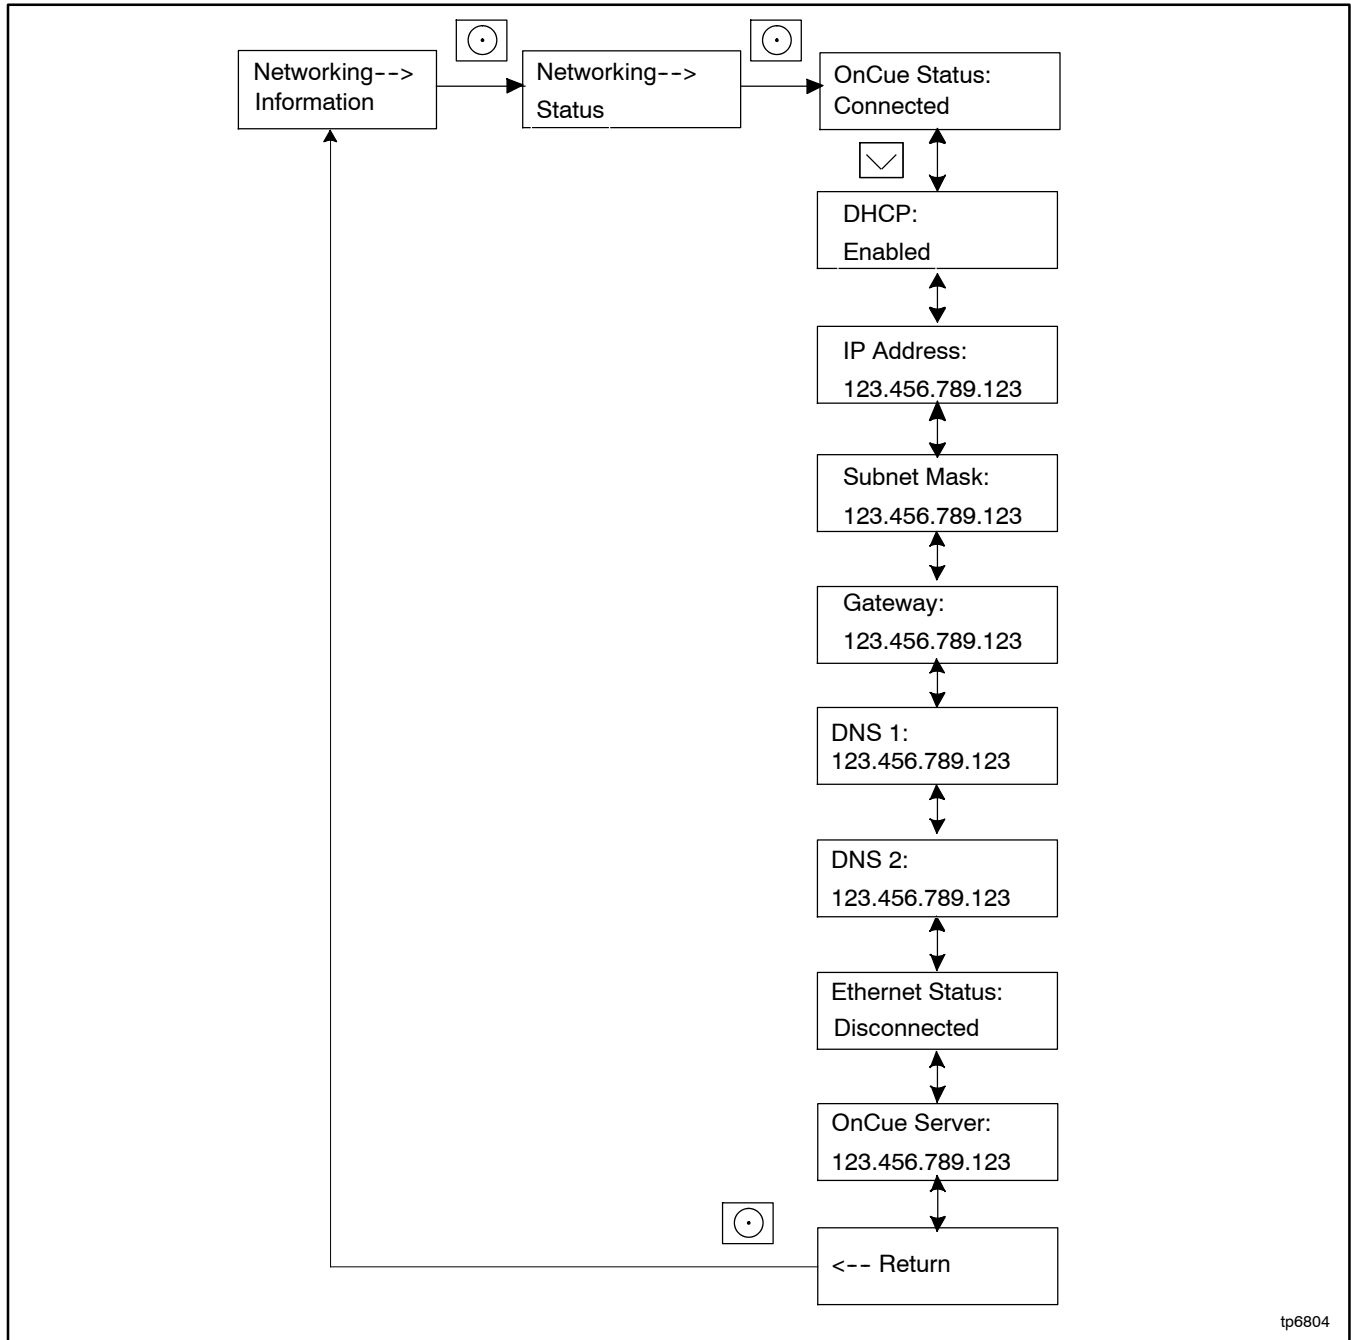 Networking-->
Information
Networking-->
Status
OnCue Status:
Connected
DHCP:
Enabled
IP Address:
123.456.789.123
Subnet Mask:
123.456.789.123
Gateway:
123.456.789.123
DNS 1:
123.456.789.123
DNS 2:
123.456.789.123
Ethernet Status:
Disconnected
OnCue Server:
123.456.789.123
<-- Return
tp6804